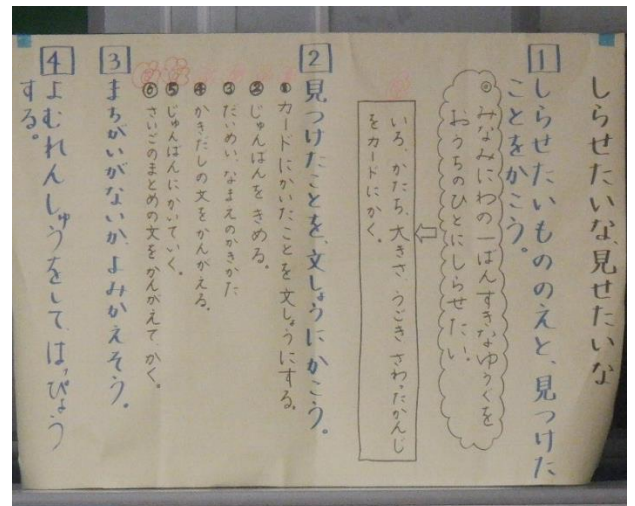 しらせたいな、見せたいな
1 しらせたいもののえと、見つけた
ことをかこう。
◎みなみにわの一ばんすきなゆうぐを
おうちのひとにしらせたい。
いろ、かたち、大きさ、うごき さわったかんじ
をカードにかく。
2 見つけたことを、文しょうにかこう。
① カードにかいたことを文しょうにする。
② じゅんばんをきめる。
③ だいめい、なまえのかきかた
④ かきだしの文をかんがえる。
⑤ じゅんばんにかいていく。
⑥ さいごのまとめの文をかんがえて、かく。
3 まちがいがないか、よみかえそう。
4 よむれんしゅうをして、はっぴょう
する。